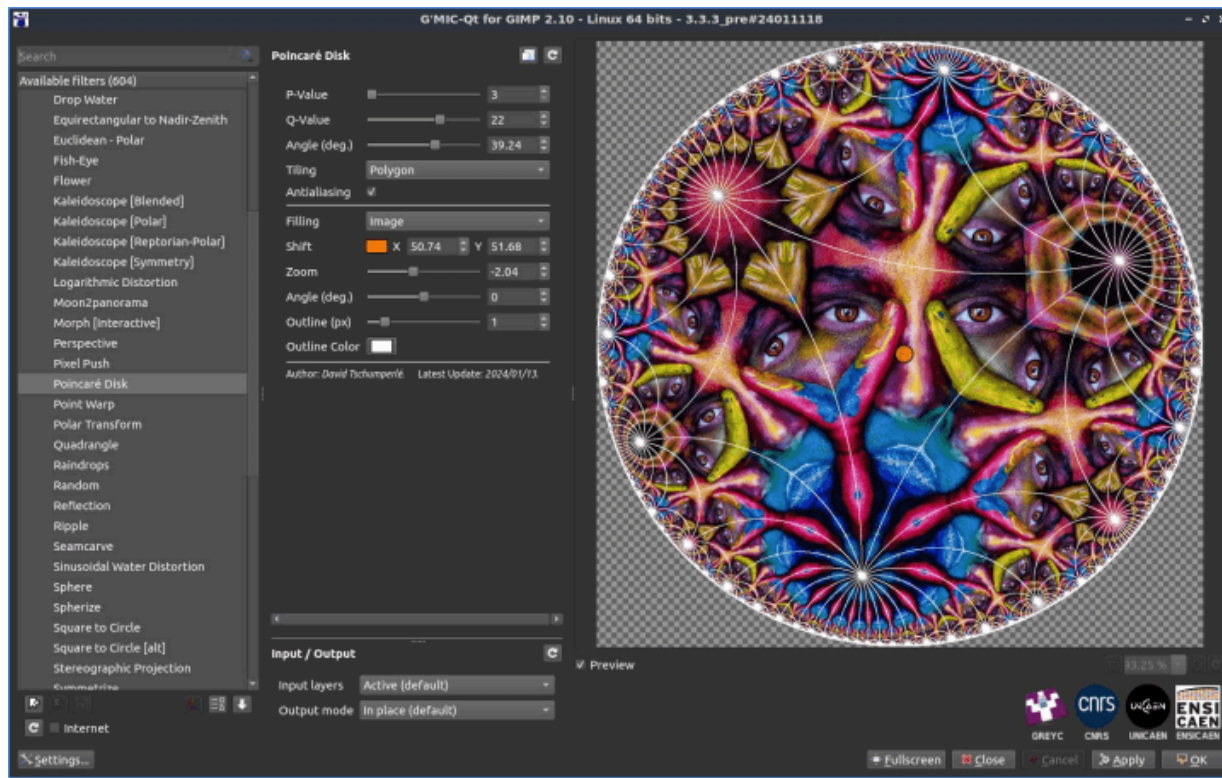 G'MIC-Qt for GIMP 2.10 - Linux 64 bits - 3.3.3_pre#24011118
Search
Available filters (604)
Drop Water
Equirectangular to Nadir-Zenith
Euclidean - Polar
Fish-Eye
Flower
Kaleidoscope [Blended]
Kaleidoscope [Polar]
Kaleidoscope [Reptorian-Polar]
Kaleidoscope [Symmetry]
Logarithmic Distortion
Moon2panorama
Morph [Interactive]
Perspective
Pixel Push
Poincaré Disk
Point Warp
Polar Transform
Quadrangle
Raindrops
Random
Reflection
Ripple
Seamcarve
Sinusoidal Water Distortion
Sphere
Spherize
Square to Circle
Square to Circle [alt]
Stereographic Projection
Symmetrize
Internet
Settings...
Poincaré Disk
P-Value 3
Q-Value 22
Angle (deg.) 39.24
Tiling Polygon
Antialiasing
Filling Image
Shift X 50.74 Y 51.68
Zoom -2.04
Angle (deg.) 0
Outline (px) 1
Outline Color
Author: David Tschumperlé. Latest Update: 2024/01/13.
Input / Output
Input layers Active (default)
Output mode In place (default)
Preview
93.25 %
GREYC
cnrs
CNRS
UNICAEN
UNICAEN
ENSI
CAEN
ENSICAEN
Fullscreen
Close
Cancel
Apply
OK